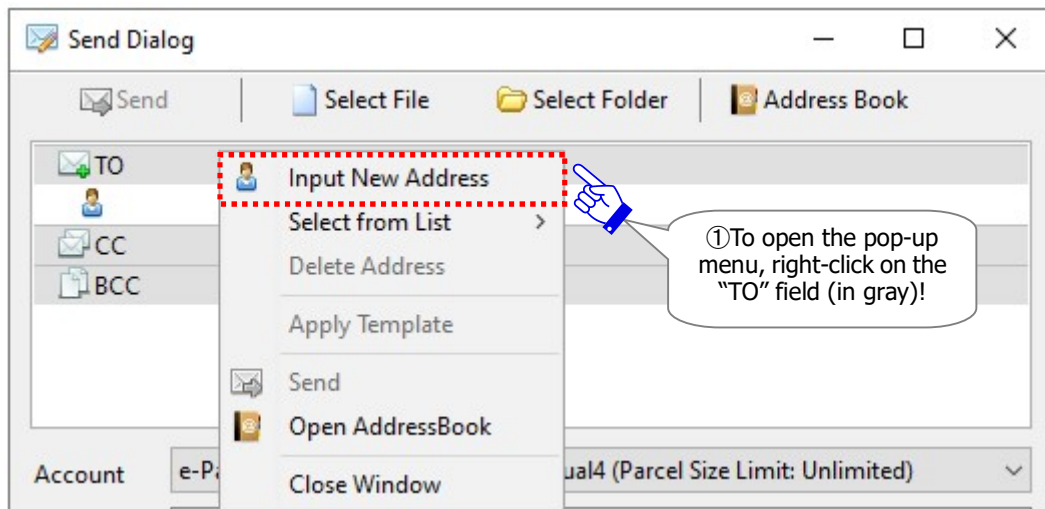 Send Dialog
Send Select File Select Folder Address Book
TO
Input New Address
Select from List
CC
Delete Address
BCC
Apply Template
Send
Open AddressBook
Close Window
①To open the pop-up
menu, right-click on the
“TO” field (in gray)!
Account e-Pa ual4 (Parcel Size Limit: Unlimited)